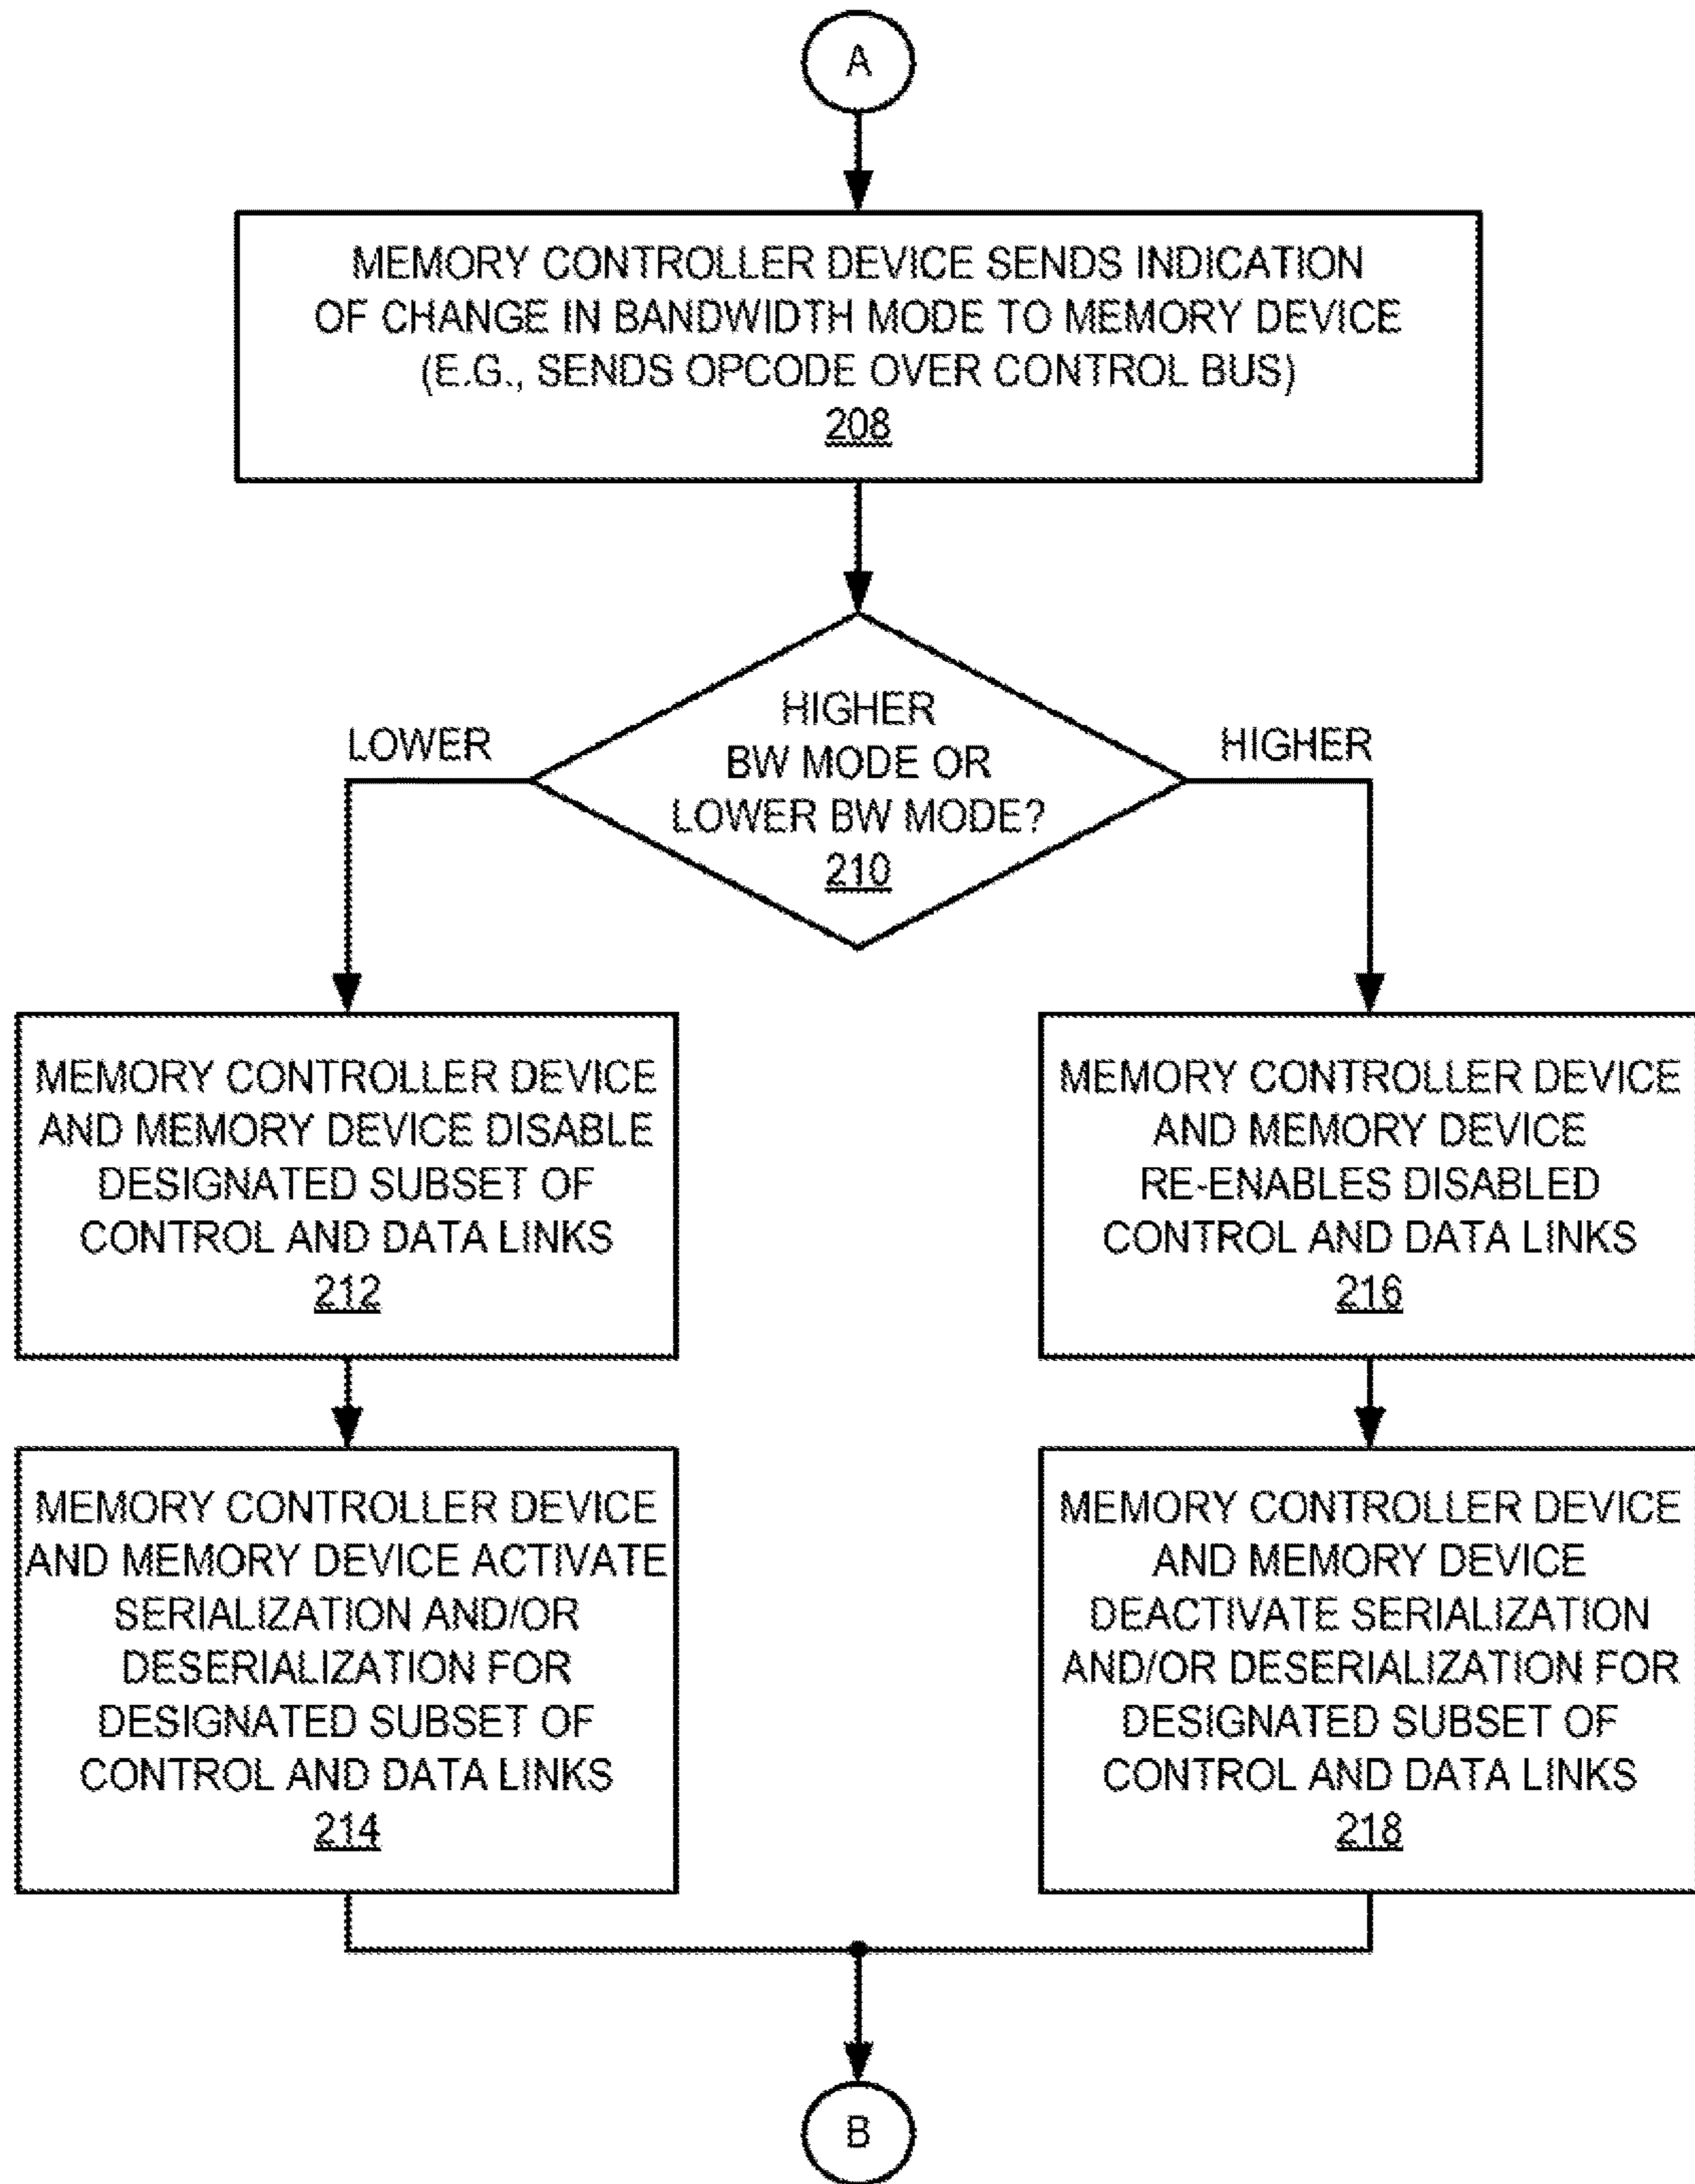 A
MEMORY CONTROLLER DEVICE SENDS INDICATION
OF CHANGE IN BANDWIDTH MODE TO MEMORY DEVICE
(E.G., SENDS OPCODE OVER CONTROL BUS)
208
HIGHER
BW MODE OR
LOWER BW MODE?
210
LOWER
HIGHER
MEMORY CONTROLLER DEVICE
AND MEMORY DEVICE DISABLE
DESIGNATED SUBSET OF
CONTROL AND DATA LINKS
212
MEMORY CONTROLLER DEVICE
AND MEMORY DEVICE ACTIVATE
SERIALIZATION AND/OR
DESERIALIZATION FOR
DESIGNATED SUBSET OF
CONTROL AND DATA LINKS
214
MEMORY CONTROLLER DEVICE
AND MEMORY DEVICE
RE-ENABLES DISABLED
CONTROL AND DATA LINKS
216
MEMORY CONTROLLER DEVICE
AND MEMORY DEVICE
DEACTIVATE SERIALIZATION
AND/OR DESERIALIZATION FOR
DESIGNATED SUBSET OF
CONTROL AND DATA LINKS
218
B